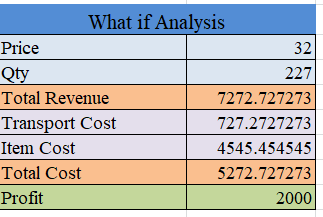 What if Analysis
Price 32
Qty 227
Total Revenue 7272.727273
Transport Cost 727.2727273
Item Cost 4545.454545
Total Cost 5272.727273
Profit 2000